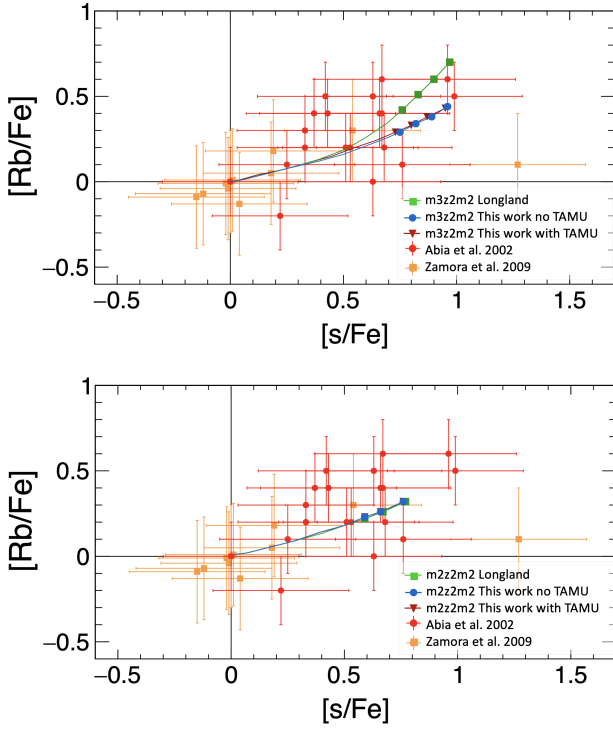 1
0.5
0
−0.5
[Rb/Fe]
m3z2m2 Longland
m3z2m2 This work no TAMU
m3z2m2 This work with TAMU
Abia et al. 2002
Zamora et al. 2009
−0.5 0 0.5 1 1.5
[s/Fe]
1
0.5
0
−0.5
[Rb/Fe]
m2z2m2 Longland
m2z2m2 This work no TAMU
m2z2m2 This work with TAMU
Abia et al. 2002
Zamora et al. 2009
−0.5 0 0.5 1 1.5
[s/Fe]